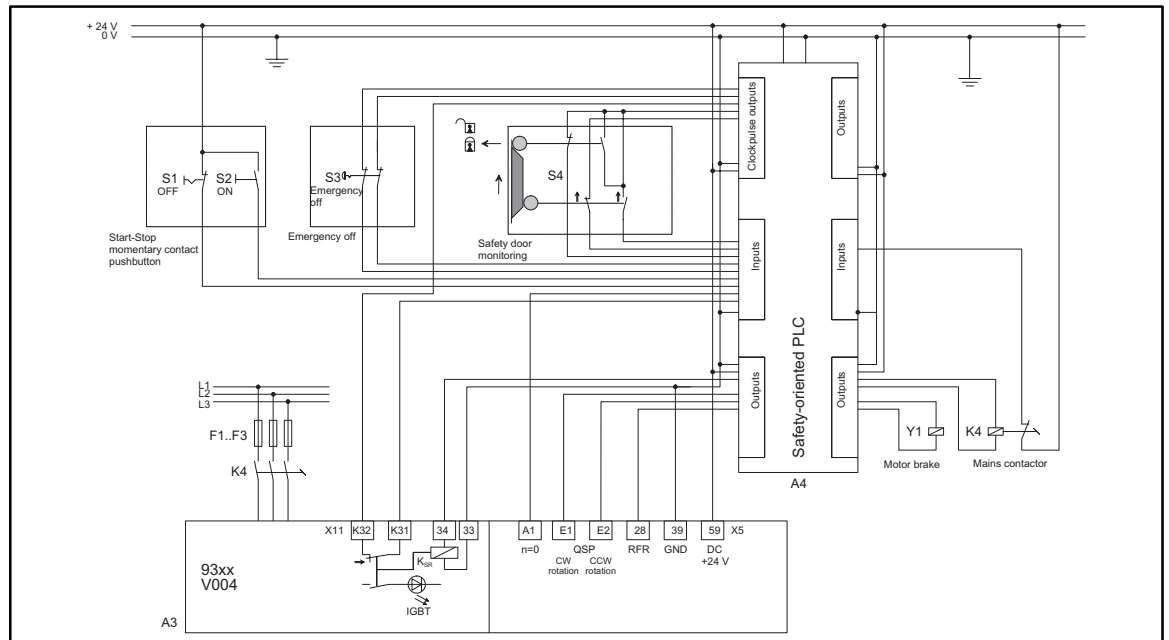 + 24 V
0 V
Clockpulse outputs
Outputs
S1
OFF
S2
ON
S3
Emergency
off
S4
Start-Stop
momentary contact
pushbutton
Emergency off
Safety door
monitoring
Inputs
Inputs
Safety-oriented PLC
Outputs
Outputs
L1
L2
L3
F1..F3
K4
Y1
K4
Motor brake
Mains contactor
A4
X11
K32
K31
34
33
A1
E1
E2
28
39
59
X5
n=0
QSP
RFR
GND
DC
+24 V
CW
rotation
CCW
rotation
93xx
V004
KSR
IGBT
A3